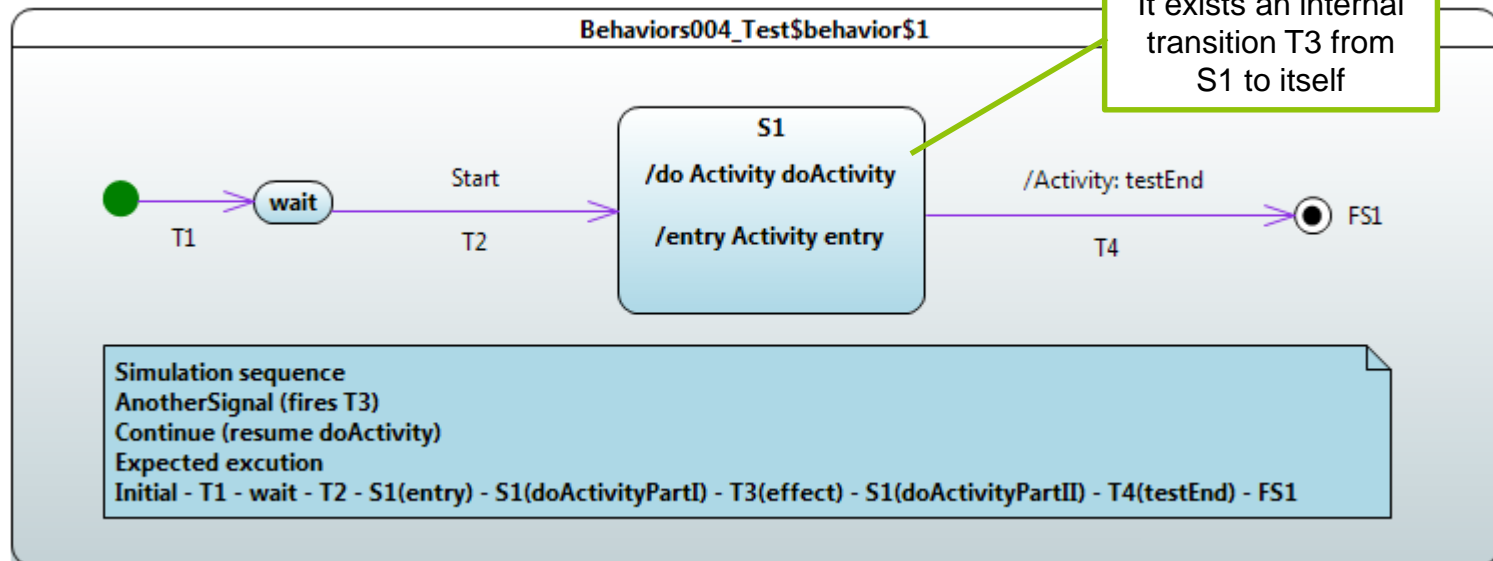 It exists an internal
transition T3 from
S1 to itself
Behaviors004_Test$behavior$1
S1
/do Activity doActivity
/entry Activity entry
wait
Start
/Activity: testEnd
FS1
T1
T2
T4
Simulation sequence
AnotherSignal (fires T3)
Continue (resume doActivity)
Expected excution
Initial - T1 - wait - T2 - S1(entry) - S1(doActivityPartI) - T3(effect) - S1(doActivityPartII) - T4(testEnd) - FS1